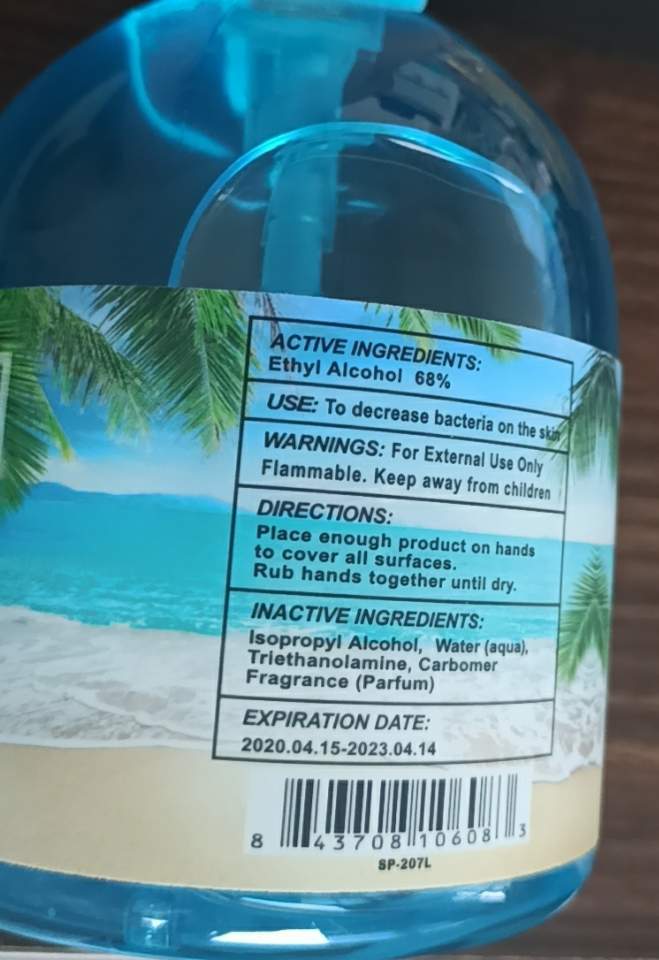 ACTIVE INGREDIENTS:
Ethyl Alcohol 68%
USE: To decrease bacteria on the skin
WARNINGS: For External Use Only
Flammable. Keep away from children
DIRECTIONS:
Place enough product on hands
to cover all surfaces.
Rub hands together until dry.
INACTIVE INGREDIENTS:
Isopropyl Alcohol, Water (aqua),
Triethanolamine, Carbomer
Fragrance (Parfum)
EXPIRATION DATE:
2020.04.15-2023.04.14
8 43708 10608 3
SP-207L